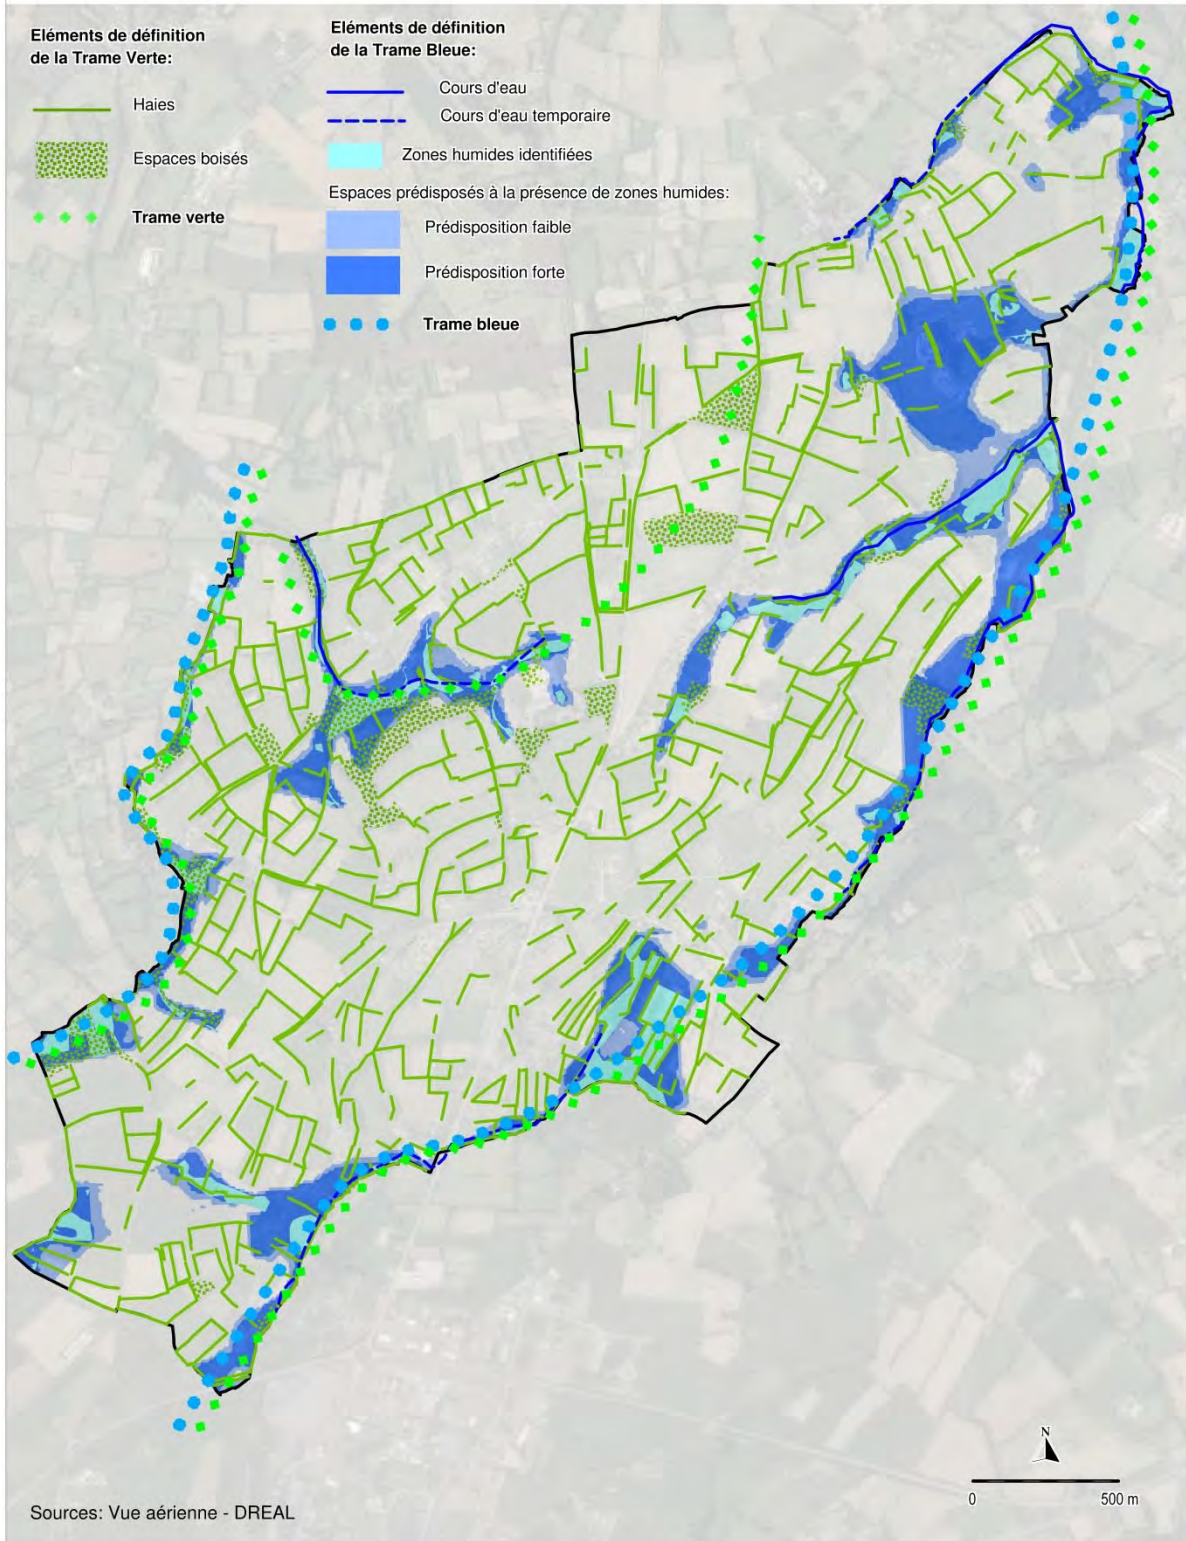 Eléments de définition
de la Trame Verte:
Haies
Espaces boisés
Trame verte
Eléments de définition
de la Trame Bleue:
Cours d'eau
Cours d'eau temporaire
Zones humides identifiées
Espaces prédisposés à la présence de zones humides:
Prédisposition faible
Prédisposition forte
Trame bleue
N
0 500 m
Sources: Vue aérienne - DREAL